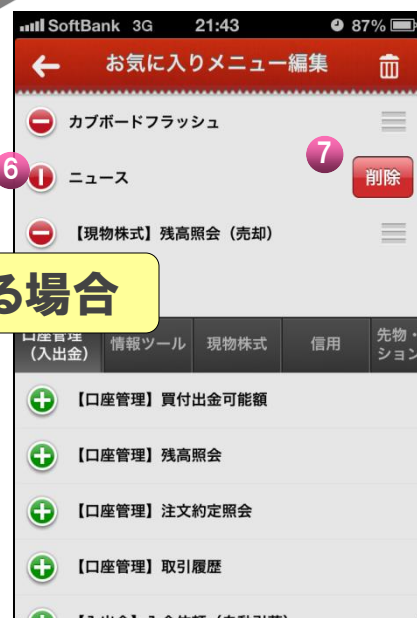 SoftBank 3G 21:43 87%
お気に入りメニュー編集
カブボードフラッシュ
6
ニュース
7
削除
【現物株式】残高照会（売却）
る場合
口座管理
（入出金）
情報ツール
現物株式
信用
先物・
ション
【口座管理】買付出金可能額
【口座管理】残高照会
【口座管理】注文約定照会
【口座管理】取引履歴